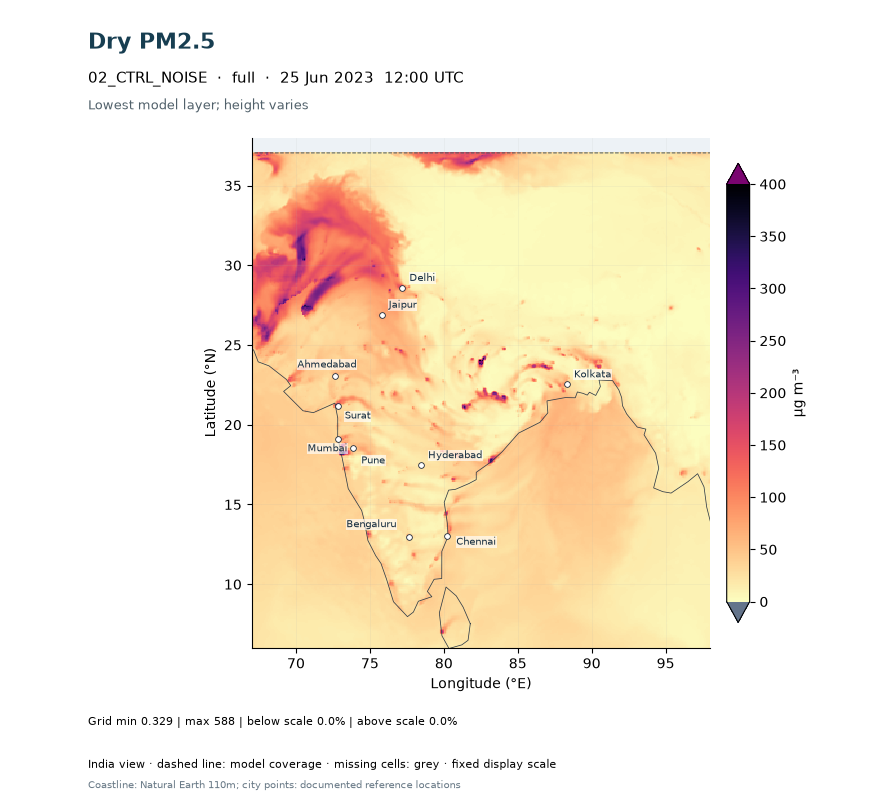 Dry PM2.5
02_CTRL_NOISE · full · 25 Jun 2023 12:00 UTC
Lowest model layer; height varies
35
30
25
20
15
10
Latitude (°N)
70
75
80
85
90
95
Longitude (°E)
Delhi
Jaipur
Ahmedabad
Kolkata
Surat
Mumbai
Pune
Hyderabad
Bengaluru
Chennai
400
350
300
250
200
150
100
50
0
µg m⁻³
Grid min 0.329 | max 588 | below scale 0.0% | above scale 0.0%
India view · dashed line: model coverage · missing cells: grey · fixed display scale
Coastline: Natural Earth 110m; city points: documented reference locations